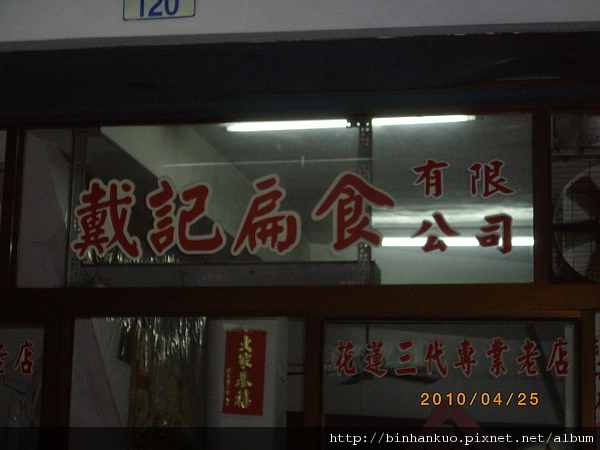 120
戴記扁食
有限
公司
老店
花蓮三代專業老店
2010/04/25
http://binhankuo.pixnet.net/album